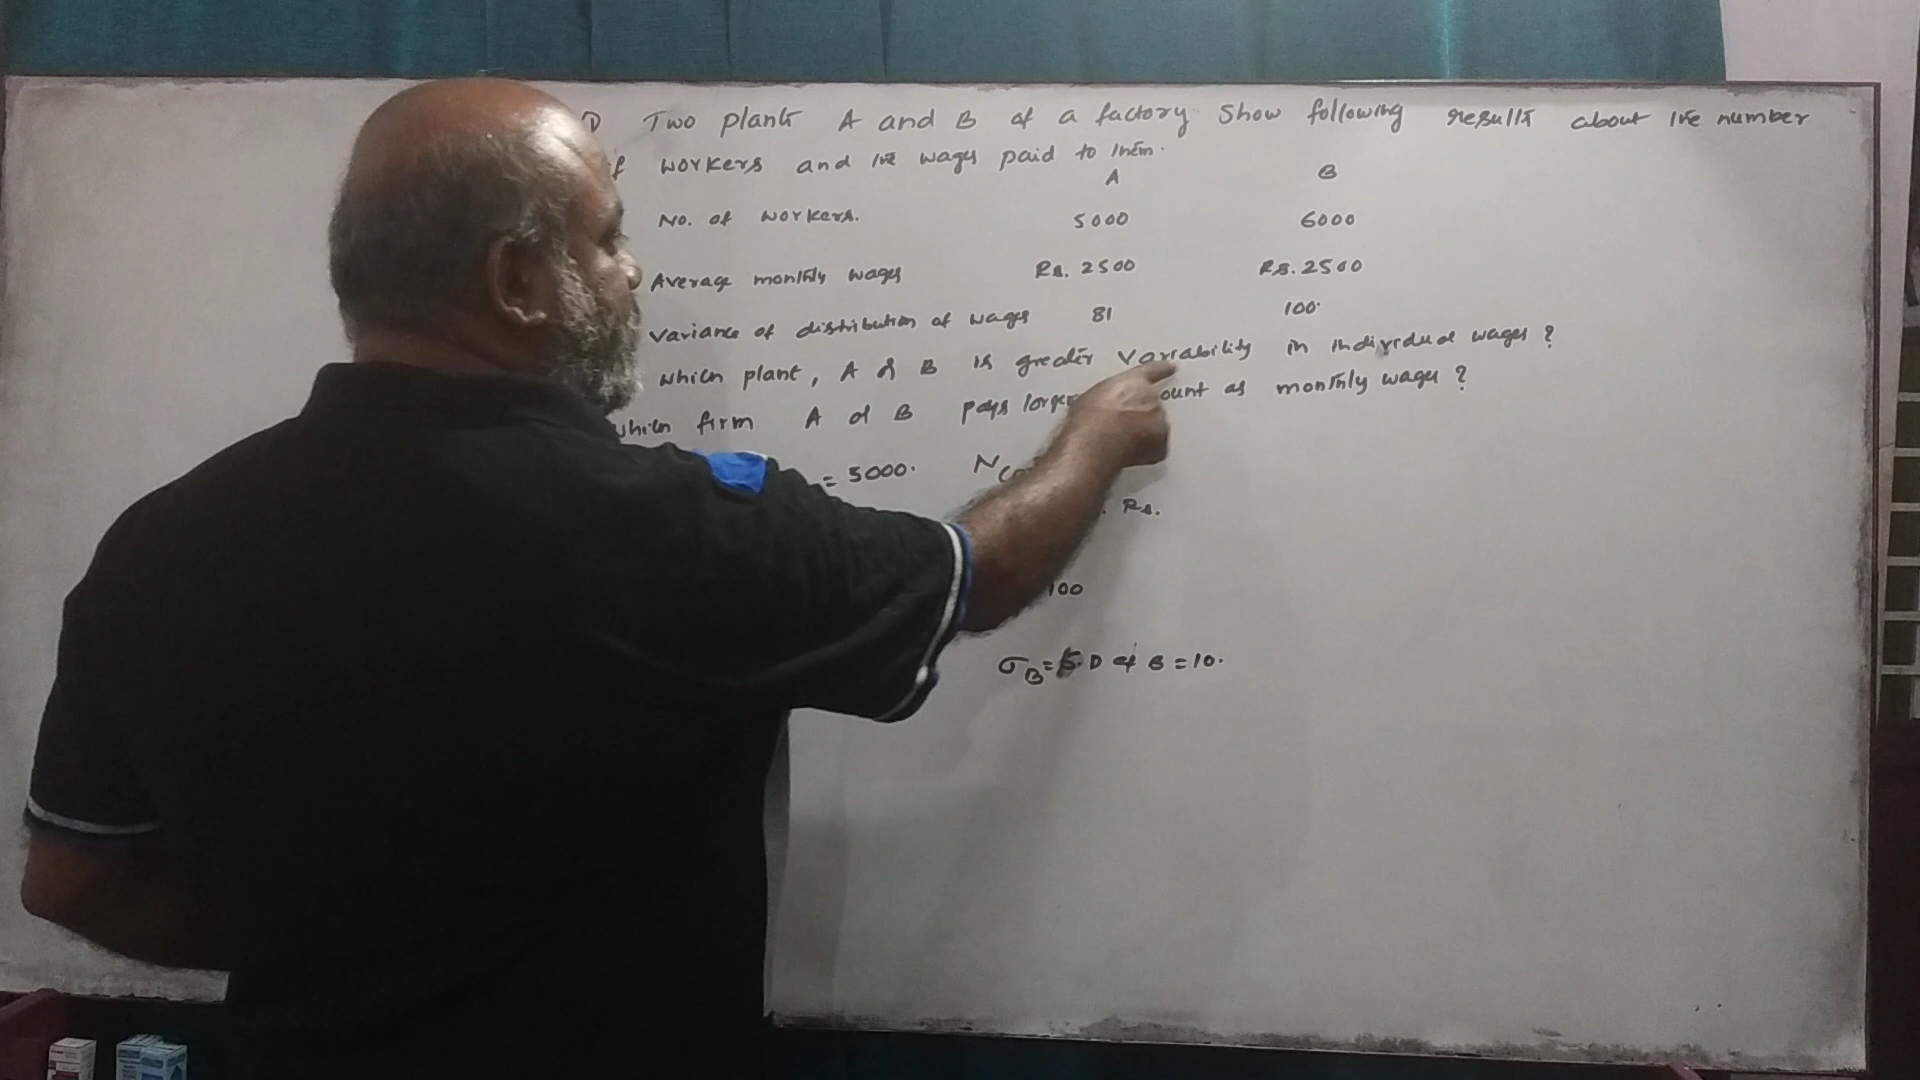 Two plants A and B of a factory show following results about the number
of workers and the wages paid to them.
A B
No. of workers. 5000 6000
Average monthly wages Rs. 2500 Rs. 2500
Variance of distribution of wages 81 100.
which plant, A or B is greater variability in individual wages?
which firm A or B pays as monthly wages?
= 5000. N
Rs.
100
σB = S.D of B = 10.